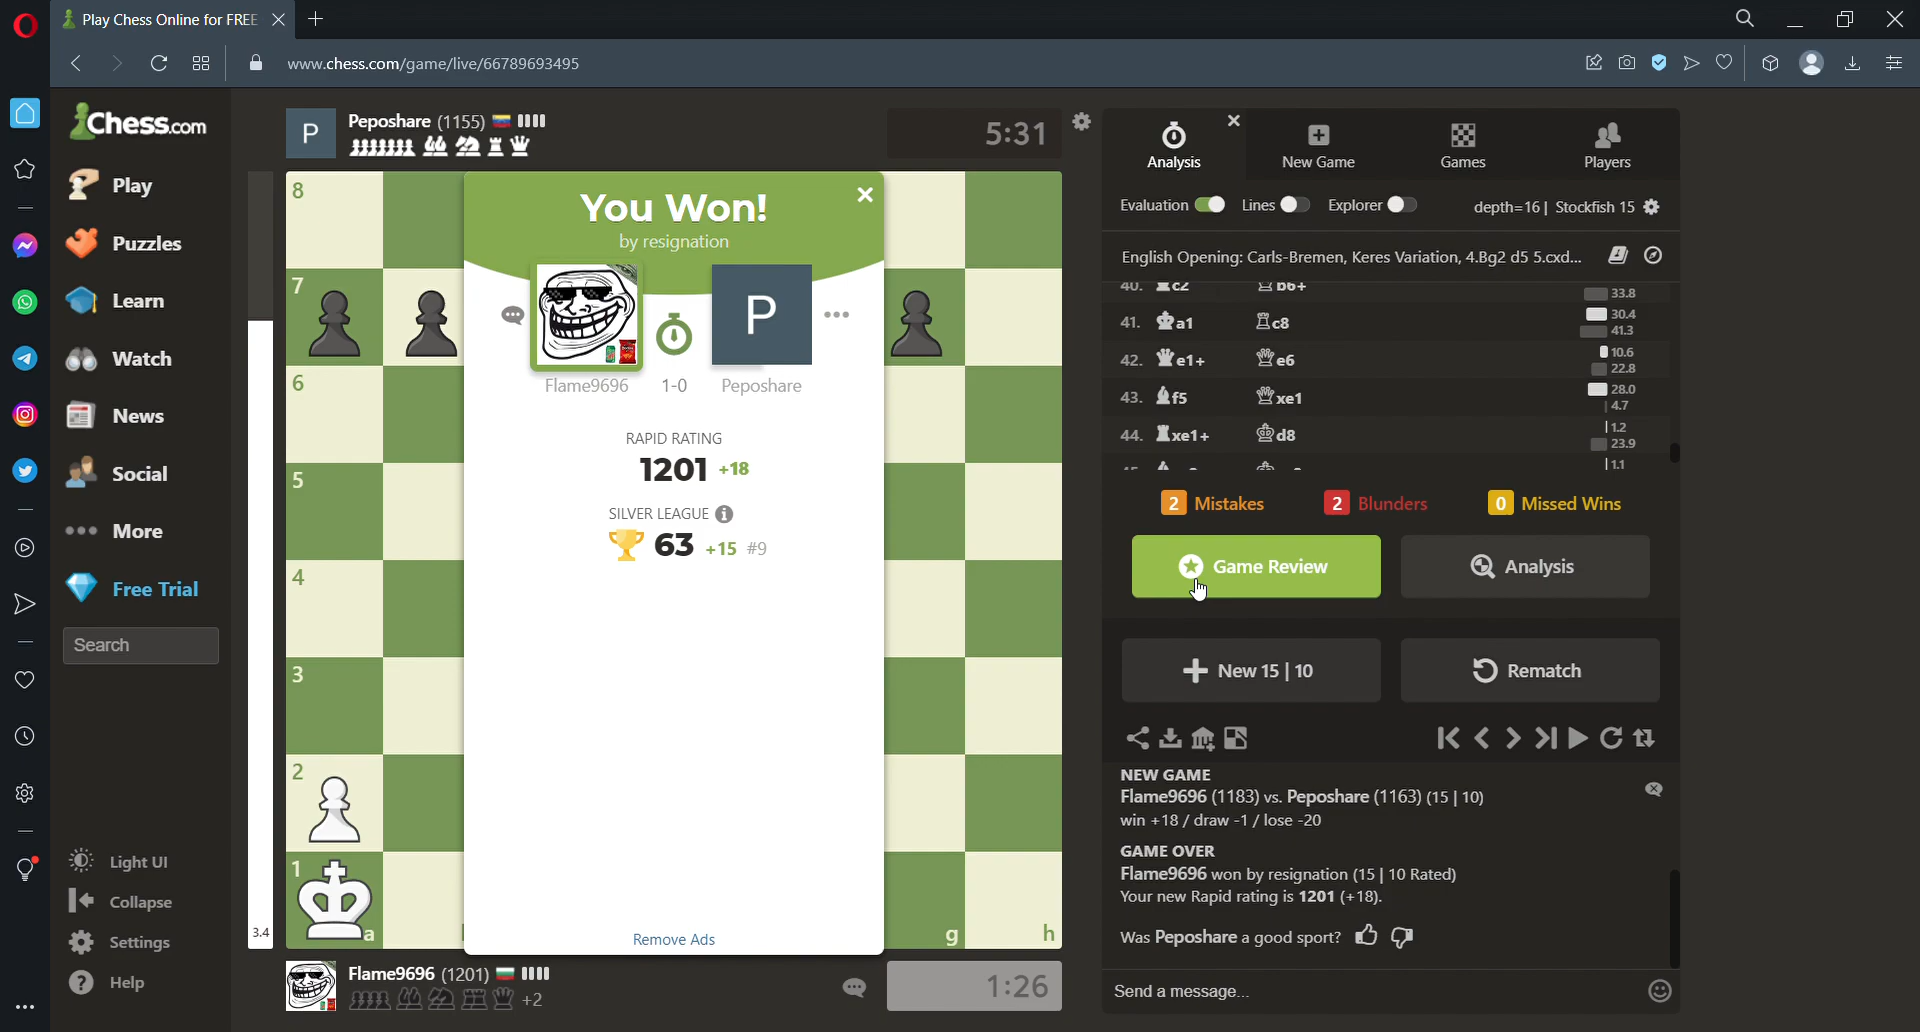 Play Chess Online for FREE
www.chess.com/game/live/66789693495
Chess.com
Play
Puzzles
Learn
Watch
News
Social
More
Free Trial
Search
Light UI
Collapse
Settings
Help
P
Peposhare (1155)
5:31
8
7
6
5
4
3
2
1
a
g
h
3.4
You Won!
by resignation
P
Flame9696
1-0
Peposhare
RAPID RATING
1201 +18
SILVER LEAGUE
63 +15 #9
Remove Ads
Flame9696 (1201)
+2
1:26
Analysis
New Game
Games
Players
Evaluation
Lines
Explorer
depth=16 | Stockfish 15
English Opening: Carls-Bremen, Keres Variation, 4.Bg2 d5 5.cxd...
40. c2 b6+ 33.8
41. a1 c8 30.4
41.3
42. e1+ e6 10.6
22.8
43. f5 xe1 28.0
4.7
44. xe1+ d8 1.2
23.9
1.1
2 Mistakes
2 Blunders
0 Missed Wins
Game Review
Analysis
New 15 | 10
Rematch
NEW GAME
Flame9696 (1183) vs. Peposhare (1163) (15 | 10)
win +18 / draw -1 / lose -20
GAME OVER
Flame9696 won by resignation (15 | 10 Rated)
Your new Rapid rating is 1201 (+18).
Was Peposhare a good sport?
Send a message...